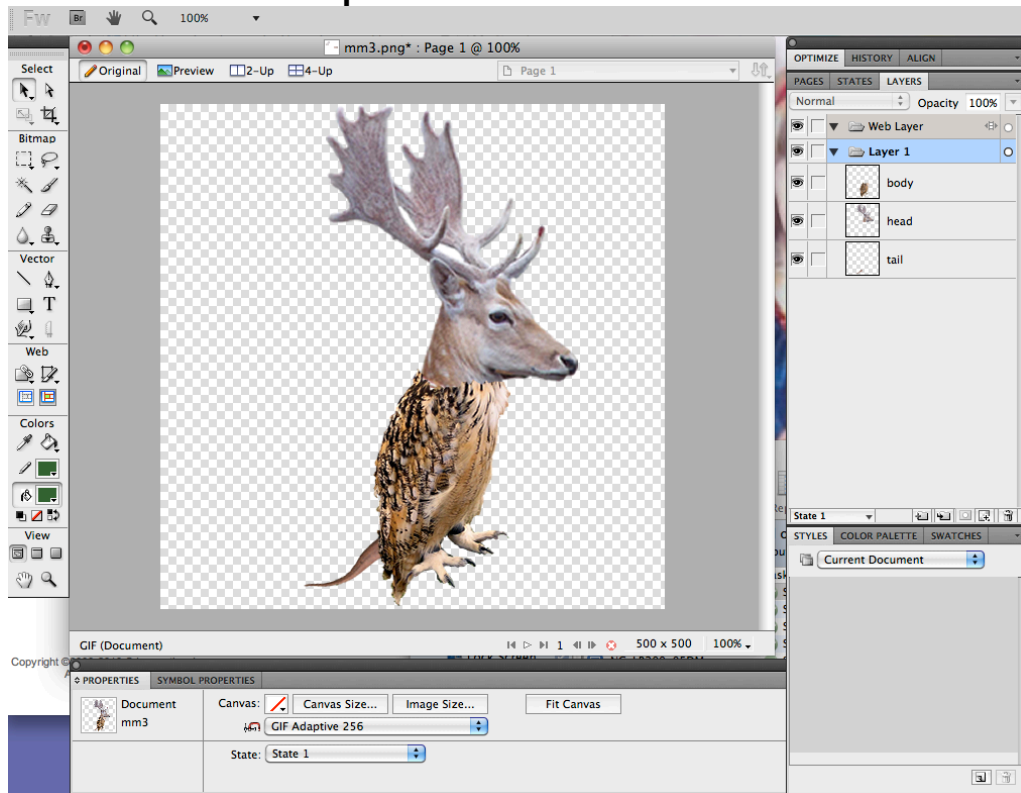 Fw Br 100%
mm3.png* : Page 1 @ 100%
Original Preview 2-Up 4-Up Page 1
Select
Bitmap
Vector
T
Web
Colors
View
OPTIMIZE HISTORY ALIGN
PAGES STATES LAYERS
Normal Opacity 100%
Web Layer
Layer 1
body
head
tail
State 1
STYLES COLOR PALETTE SWATCHES
Current Document
GIF (Document) 1 500 x 500 100%
Copyright
PROPERTIES SYMBOL PROPERTIES
Document Canvas: Canvas Size... Image Size... Fit Canvas
mm3 GIF Adaptive 256
State: State 1